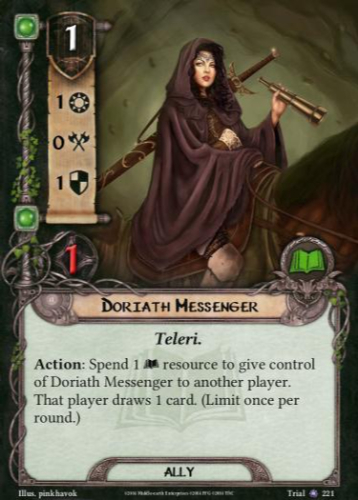 1
1
0
1
1
Doriath Messenger
Teleri.
Action: Spend 1 resource to give control
of Doriath Messenger to another player.
That player draws 1 card. (Limit once per
round.)
Ally
Illus. pinkhavok
Trial 221